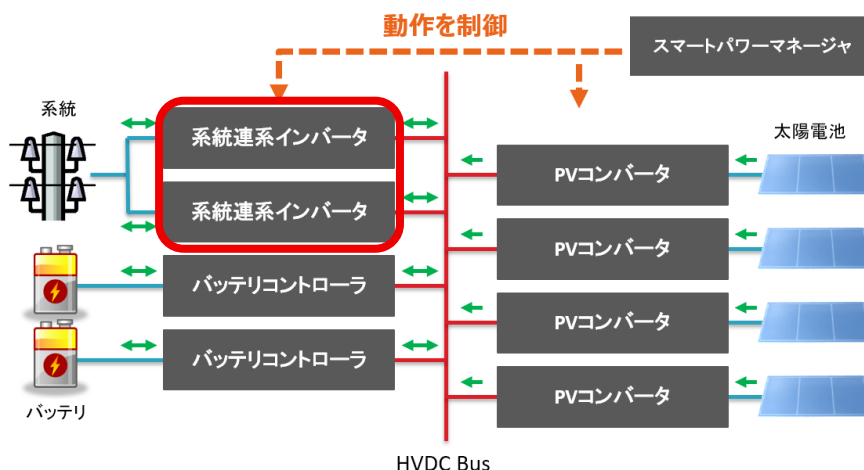 動作を制御
スマートパワーマネージャ
系統
系統連系インバータ
太陽電池
PVコンバータ
系統連系インバータ
PVコンバータ
バッテリコントローラ
PVコンバータ
バッテリコントローラ
PVコンバータ
バッテリ
HVDC Bus